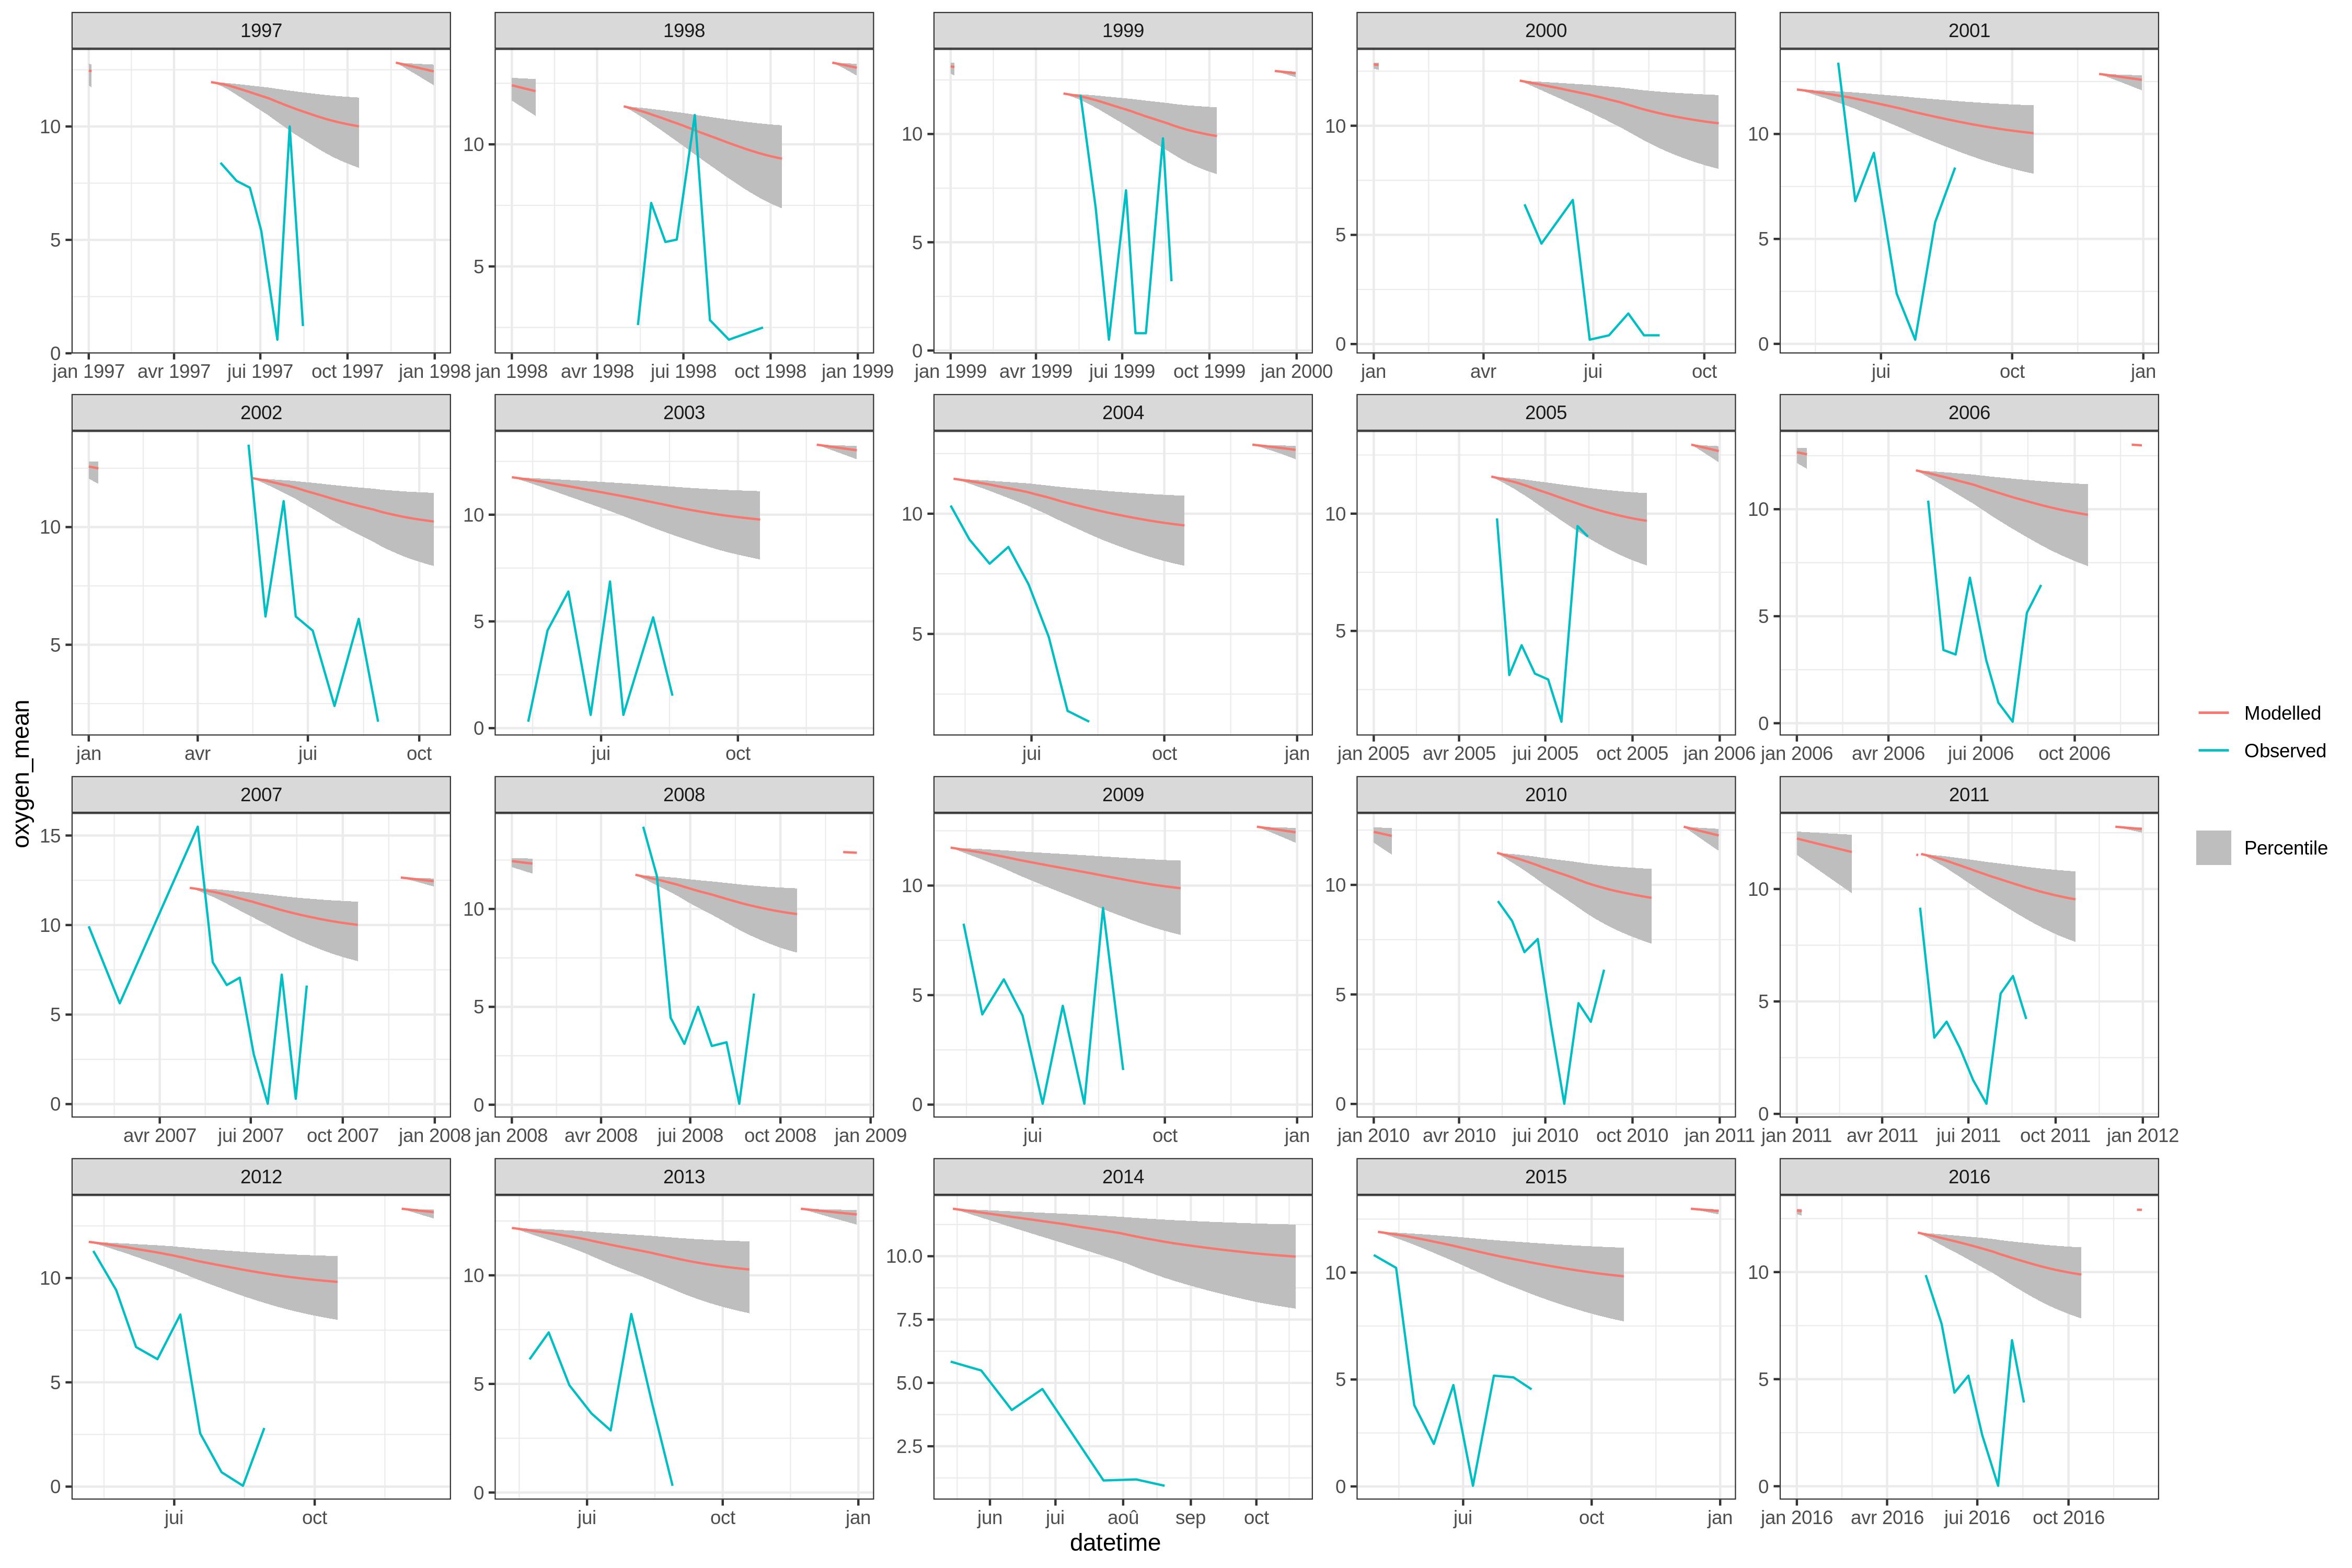 1997 1998 1999 2000 2001
10 10 10 10 10
5 5 5 5 5
0 0 0 0
jan 1997 avr 1997 jui 1997 oct 1997 jan 1998 jan 1998 avr 1998 jui 1998 oct 1998 jan 1999 jan 1999 avr 1999 jui 1999 oct 1999 jan 2000 jan avr jui oct jui oct jan
2002 2003 2004 2005 2006
10 10 10 10 10
5 5 5 5 5
0 0
jan avr jui oct jui oct jui oct jan jan 2005 avr 2005 jui 2005 oct 2005 jan 2006 jan 2006 avr 2006 jui 2006 oct 2006
oxygen_mean
Modelled
Observed
Percentile
2007 2008 2009 2010 2011
15
10 10 10 10 10
5 5 5 5 5
0 0 0 0 0
avr 2007 jui 2007 oct 2007 jan 2008 jan 2008 avr 2008 jui 2008 oct 2008 jan 2009 jui oct jan jan 2010 avr 2010 jui 2010 oct 2010 jan 2011 jan 2011 avr 2011 jui 2011 oct 2011 jan 2012
2012 2013 2014 2015 2016
10 10 10.0 10 10
7.5
5 5 5.0 5 5
2.5
0 0 0 0
jui oct jui oct jan jun jui aoû sep oct jui oct jan jan 2016 avr 2016 jui 2016 oct 2016
datetime